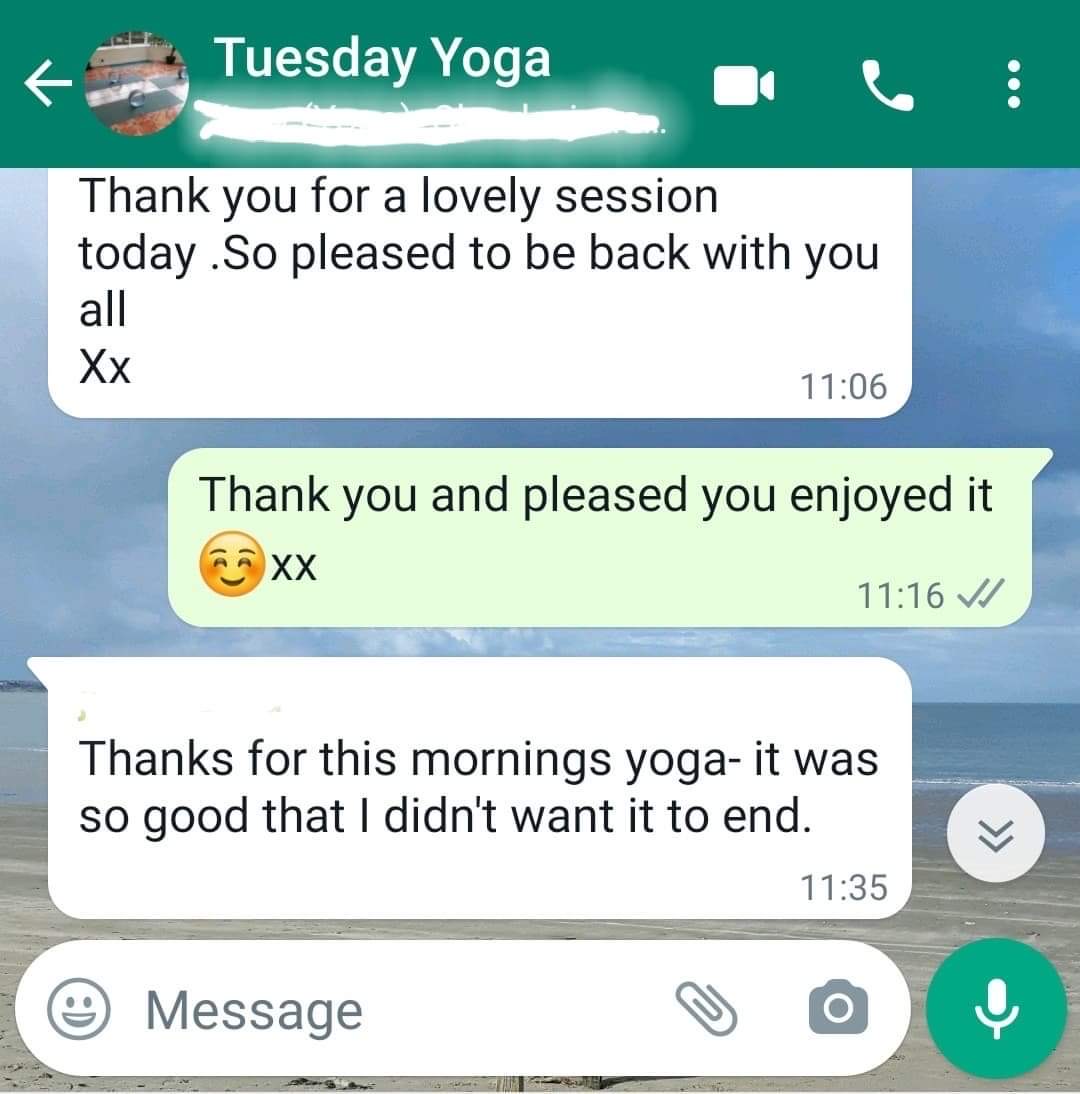 Tuesday Yoga
Thank you for a lovely session
today .So pleased to be back with you
all
Xx
11:06
Thank you and pleased you enjoyed it
☺️xx
11:16
Thanks for this mornings yoga- it was
so good that I didn't want it to end.
11:35
Message